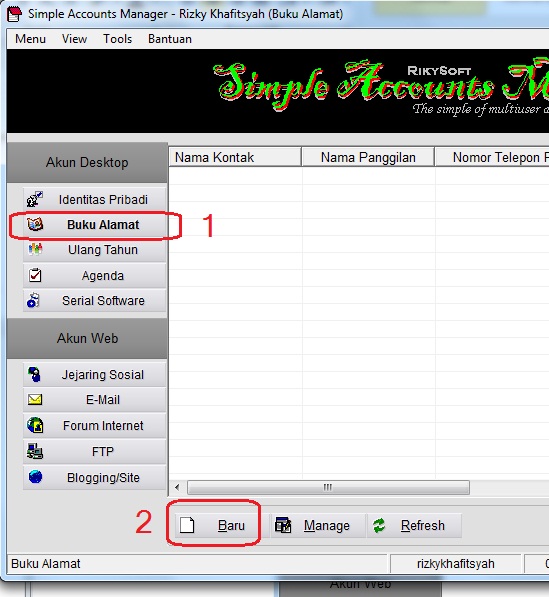 Simple Accounts Manager - Rizky Khafitsyah (Buku Alamat)
Menu View Tools Bantuan
RIKYSOFT
Simple Accounts M
The simple of multiuser a
Akun Desktop
Nama Kontak Nama Panggilan Nomor Telepon P
Identitas Pribadi
Buku Alamat 1
Ulang Tahun
Agenda
Serial Software
Akun Web
Jejaring Sosial
E-Mail
Forum Internet
FTP
Blogging/Site
2 Baru Manage Refresh
Buku Alamat rizkykhafitsyah 0
Akun Web